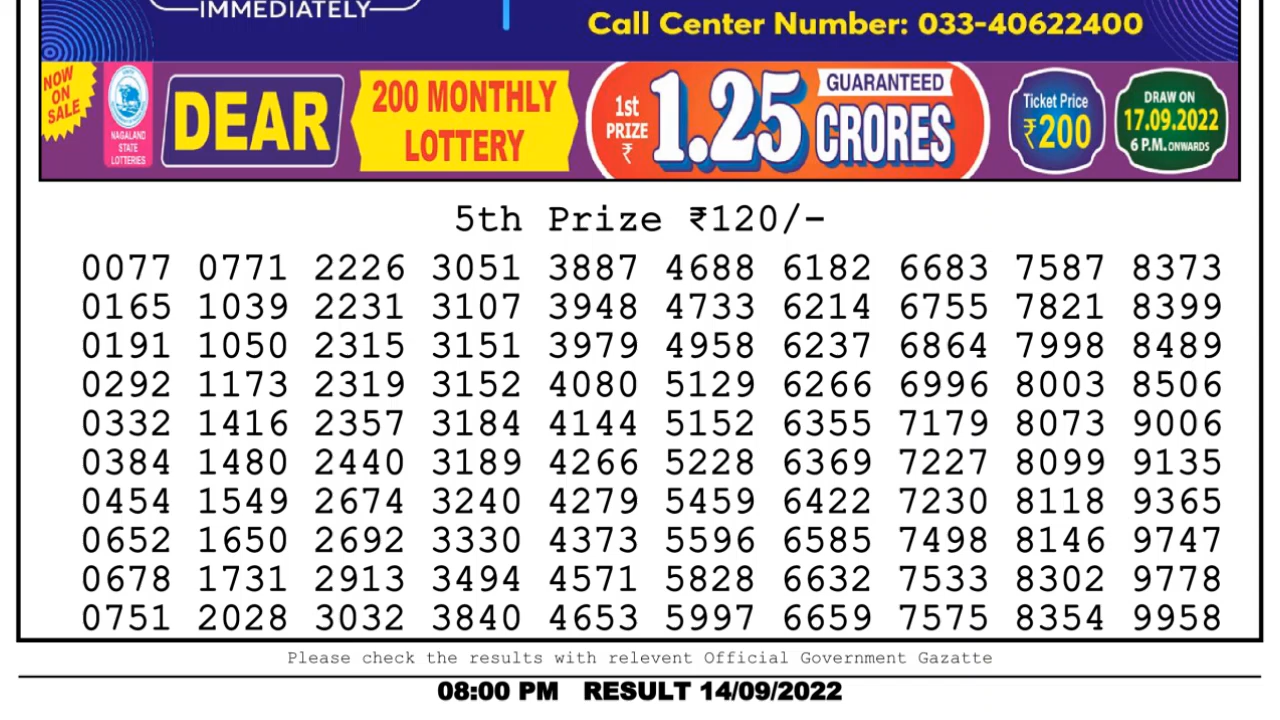 IMMEDIATELY
Call Center Number: 033-40622400
NOW
ON
SALE
NAGALAND
STATE
LOTTERIES
DEAR
200 MONTHLY
LOTTERY
1st
PRIZE
₹
1.25
GUARANTEED
CRORES
Ticket Price
₹200
DRAW ON
17.09.2022
6 P.M. ONWARDS
5th Prize ₹120/-
0077 0771 2226 3051 3887 4688 6182 6683 7587 8373
0165 1039 2231 3107 3948 4733 6214 6755 7821 8399
0191 1050 2315 3151 3979 4958 6237 6864 7998 8489
0292 1173 2319 3152 4080 5129 6266 6996 8003 8506
0332 1416 2357 3184 4144 5152 6355 7179 8073 9006
0384 1480 2440 3189 4266 5228 6369 7227 8099 9135
0454 1549 2674 3240 4279 5459 6422 7230 8118 9365
0652 1650 2692 3330 4373 5596 6585 7498 8146 9747
0678 1731 2913 3494 4571 5828 6632 7533 8302 9778
0751 2028 3032 3840 4653 5997 6659 7575 8354 9958
Please check the results with relevent Official Government Gazatte
08:00 PM RESULT 14/09/2022